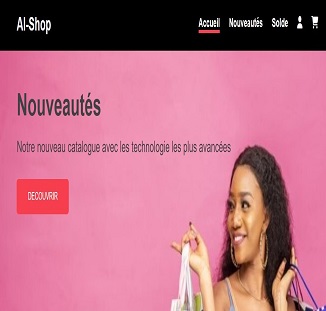 Al-Shop
Accueil Nouveautés Solde
Nouveautés
Notre nouveau catalogue avec les technologie les plus avancées
DECOUVRIR